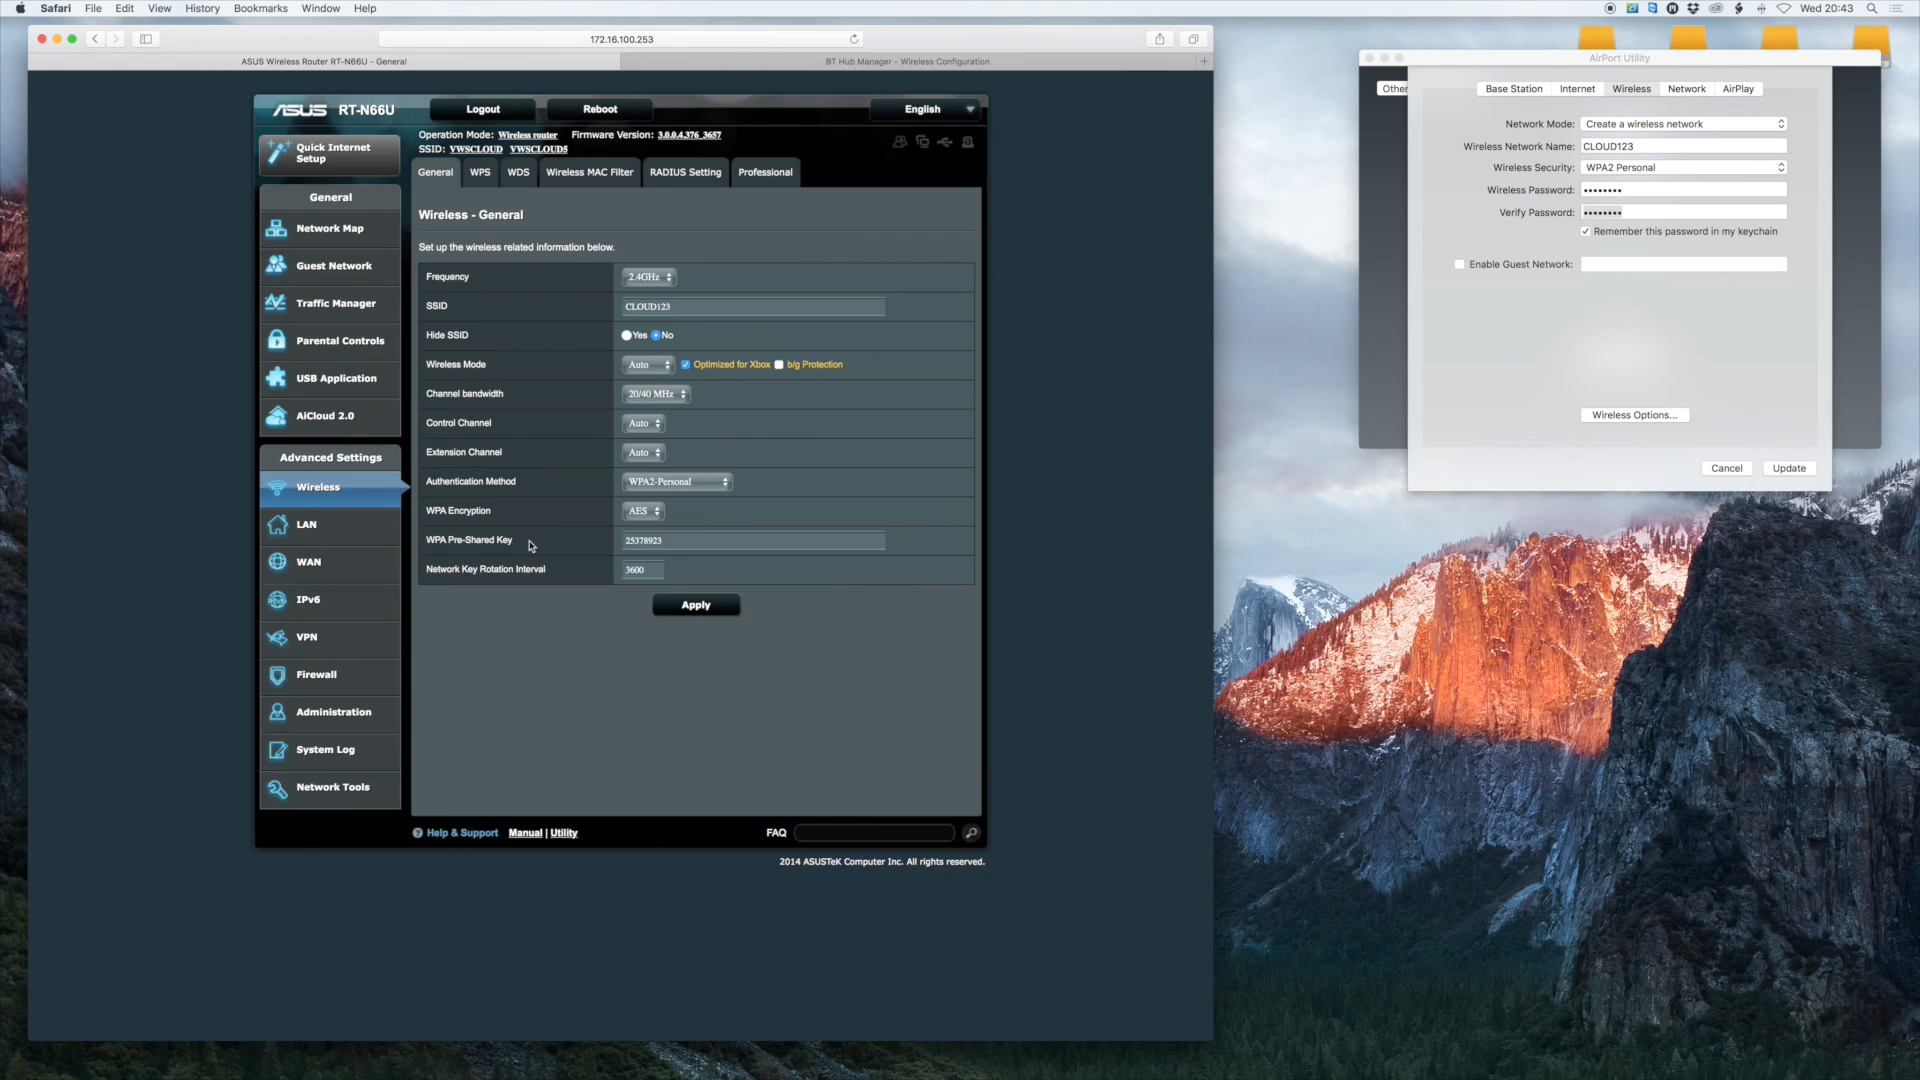 Safari File Edit View History Bookmarks Window Help
Wed 20:43
172.16.100.253
ASUS Wireless Router RT-N66U - General
BT Hub Manager - Wireless Configuration
ASUS RT-N66U
Logout
Reboot
English
Quick Internet
Setup
General
Network Map
Guest Network
Traffic Manager
Parental Controls
USB Application
AiCloud 2.0
Advanced Settings
Wireless
LAN
WAN
IPv6
VPN
Firewall
Administration
System Log
Network Tools
Operation Mode: Wireless router Firmware Version: 3.0.0.4.376_3657
SSID: VWSCLOUD VWSCLOUD5
General WPS WDS Wireless MAC Filter RADIUS Setting Professional
Wireless - General
Set up the wireless related information below.
Frequency 2.4GHz
SSID CLOUD123
Hide SSID Yes No
Wireless Mode Auto Optimized for Xbox b/g Protection
Channel bandwidth 20/40 MHz
Control Channel Auto
Extension Channel Auto
Authentication Method WPA2-Personal
WPA Encryption AES
WPA Pre-Shared Key 25378923
Network Key Rotation Interval 3600
Apply
Help & Support Manual | Utility FAQ
2014 ASUSTeK Computer Inc. All rights reserved.
AirPort Utility
Other
Base Station Internet Wireless Network AirPlay
Network Mode: Create a wireless network
Wireless Network Name: CLOUD123
Wireless Security: WPA2 Personal
Wireless Password: ••••••••
Verify Password: ••••••••
Remember this password in my keychain
Enable Guest Network:
Wireless Options...
Cancel Update